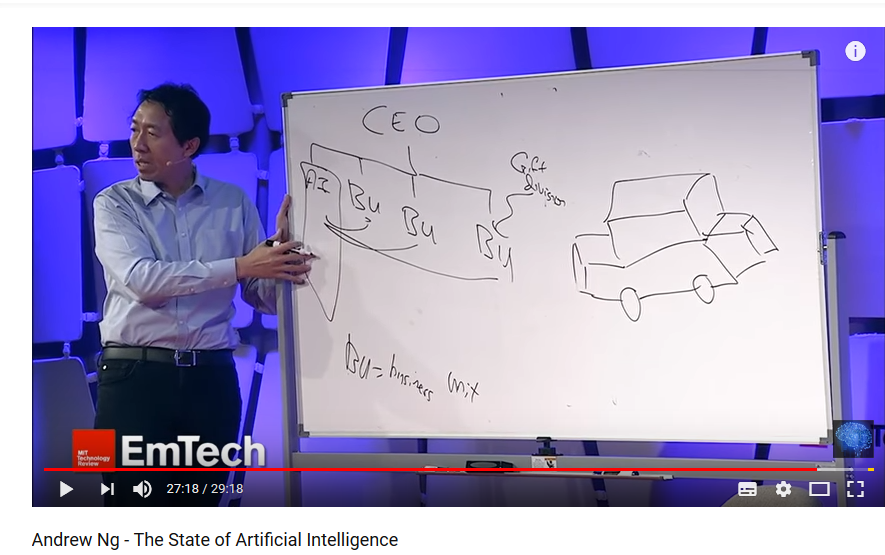 CEO
AI
BU
BU
BU
Gift
division
BU = business unit
MIT
Technology
Review
EmTech
27:18 / 29:18
Andrew Ng - The State of Artificial Intelligence